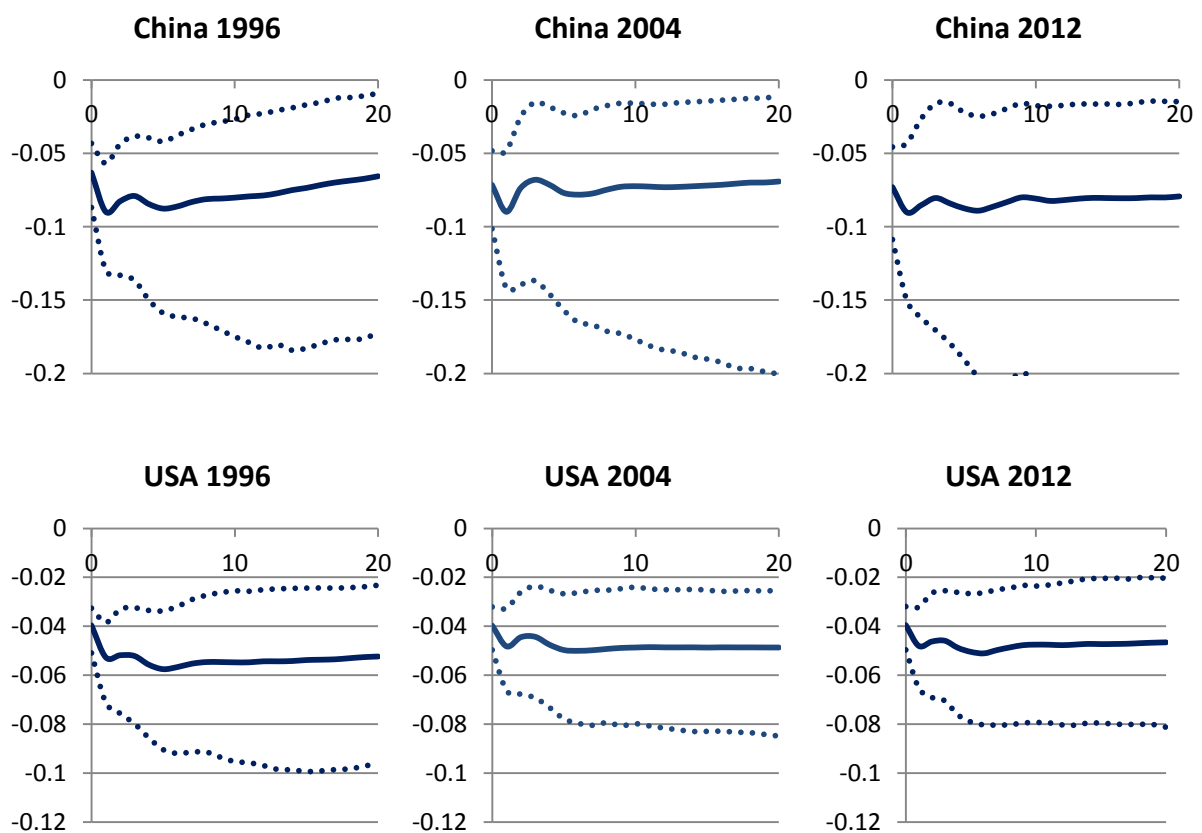 China 1996 China 2004 China 2012
0 0 0
0 10 20 0 10 20 0 10 20
-0.05 -0.05 -0.05
-0.1 -0.1 -0.1
-0.15 -0.15 -0.15
-0.2 -0.2 -0.2
USA 1996 USA 2004 USA 2012
0 0 0
0 10 20 0 10 20 0 10 20
-0.02 -0.02 -0.02
-0.04 -0.04 -0.04
-0.06 -0.06 -0.06
-0.08 -0.08 -0.08
-0.1 -0.1 -0.1
-0.12 -0.12 -0.12